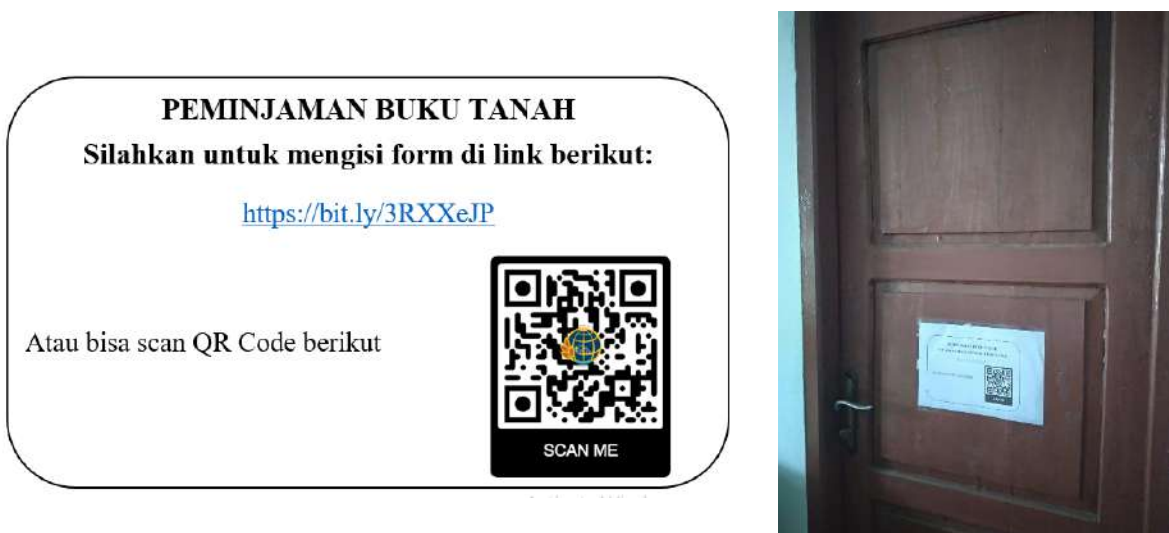 PEMINJAMAN BUKU TANAH
Silahkan untuk mengisi form di link berikut:
https://bit.ly/3RXXeJP
Atau bisa scan QR Code berikut
SCAN ME